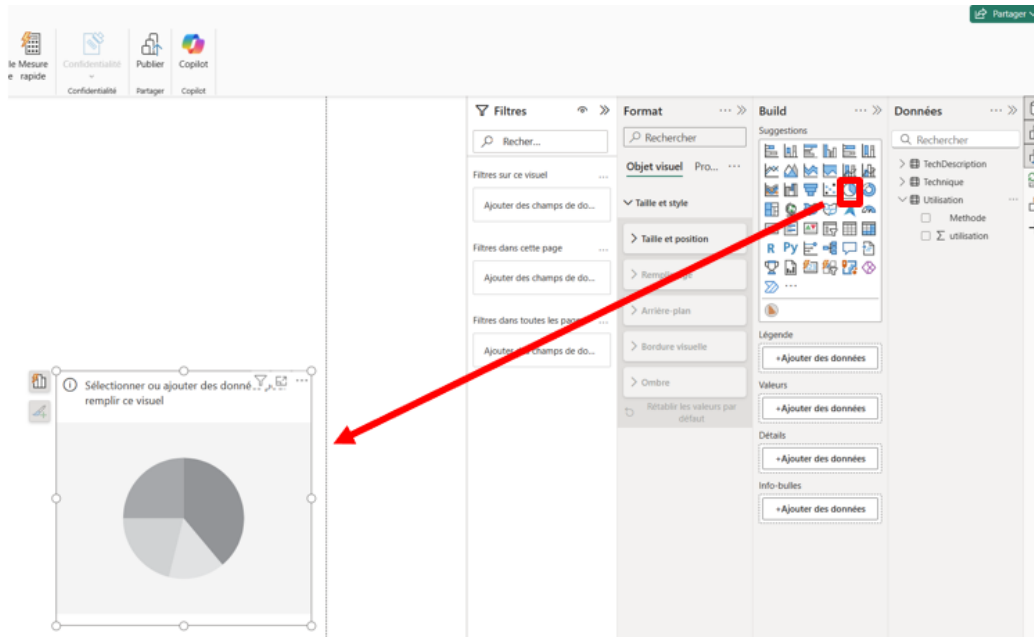 Partager
le Mesure
e rapide
Confidentialité
Publier
Copilot
Confidentialité
Partager
Copilot
Filtres
Recher...
Filtres sur ce visuel
Ajouter des champs de do...
Filtres dans cette page
Ajouter des champs de do...
Filtres dans toutes les
Ajouter des champs de do...
Format
Rechercher
Objet visuel
Pro...
Taille et style
Taille et position
Arrière-plan
Bordure visuelle
Ombre
Rétablir les valeurs par
défaut
Build
Suggestions
R
Py
Légende
+Ajouter des données
Valeurs
+Ajouter des données
Détails
+Ajouter des données
Info-bulles
+Ajouter des données
Données
Rechercher
TechDescription
Technique
Utilisation
Methode
∑ utilisation
Sélectionner ou ajouter des donné
remplir ce visuel